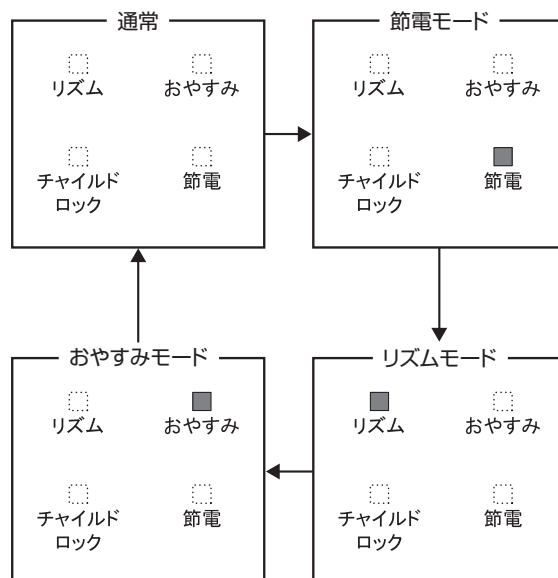 通常
リズム
おやすみ
チャイルド
ロック
節電
節電モード
リズム
おやすみ
チャイルド
ロック
節電
おやすみモード
リズム
おやすみ
チャイルド
ロック
節電
リズムモード
リズム
おやすみ
チャイルド
ロック
節電